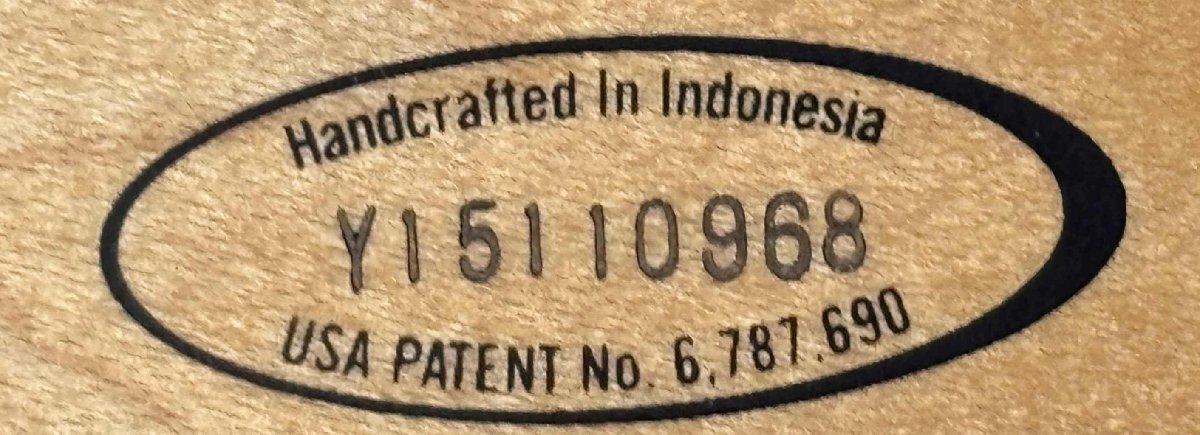 Handcrafted In Indonesia
Y15110968
USA PATENT No. 6,787,690